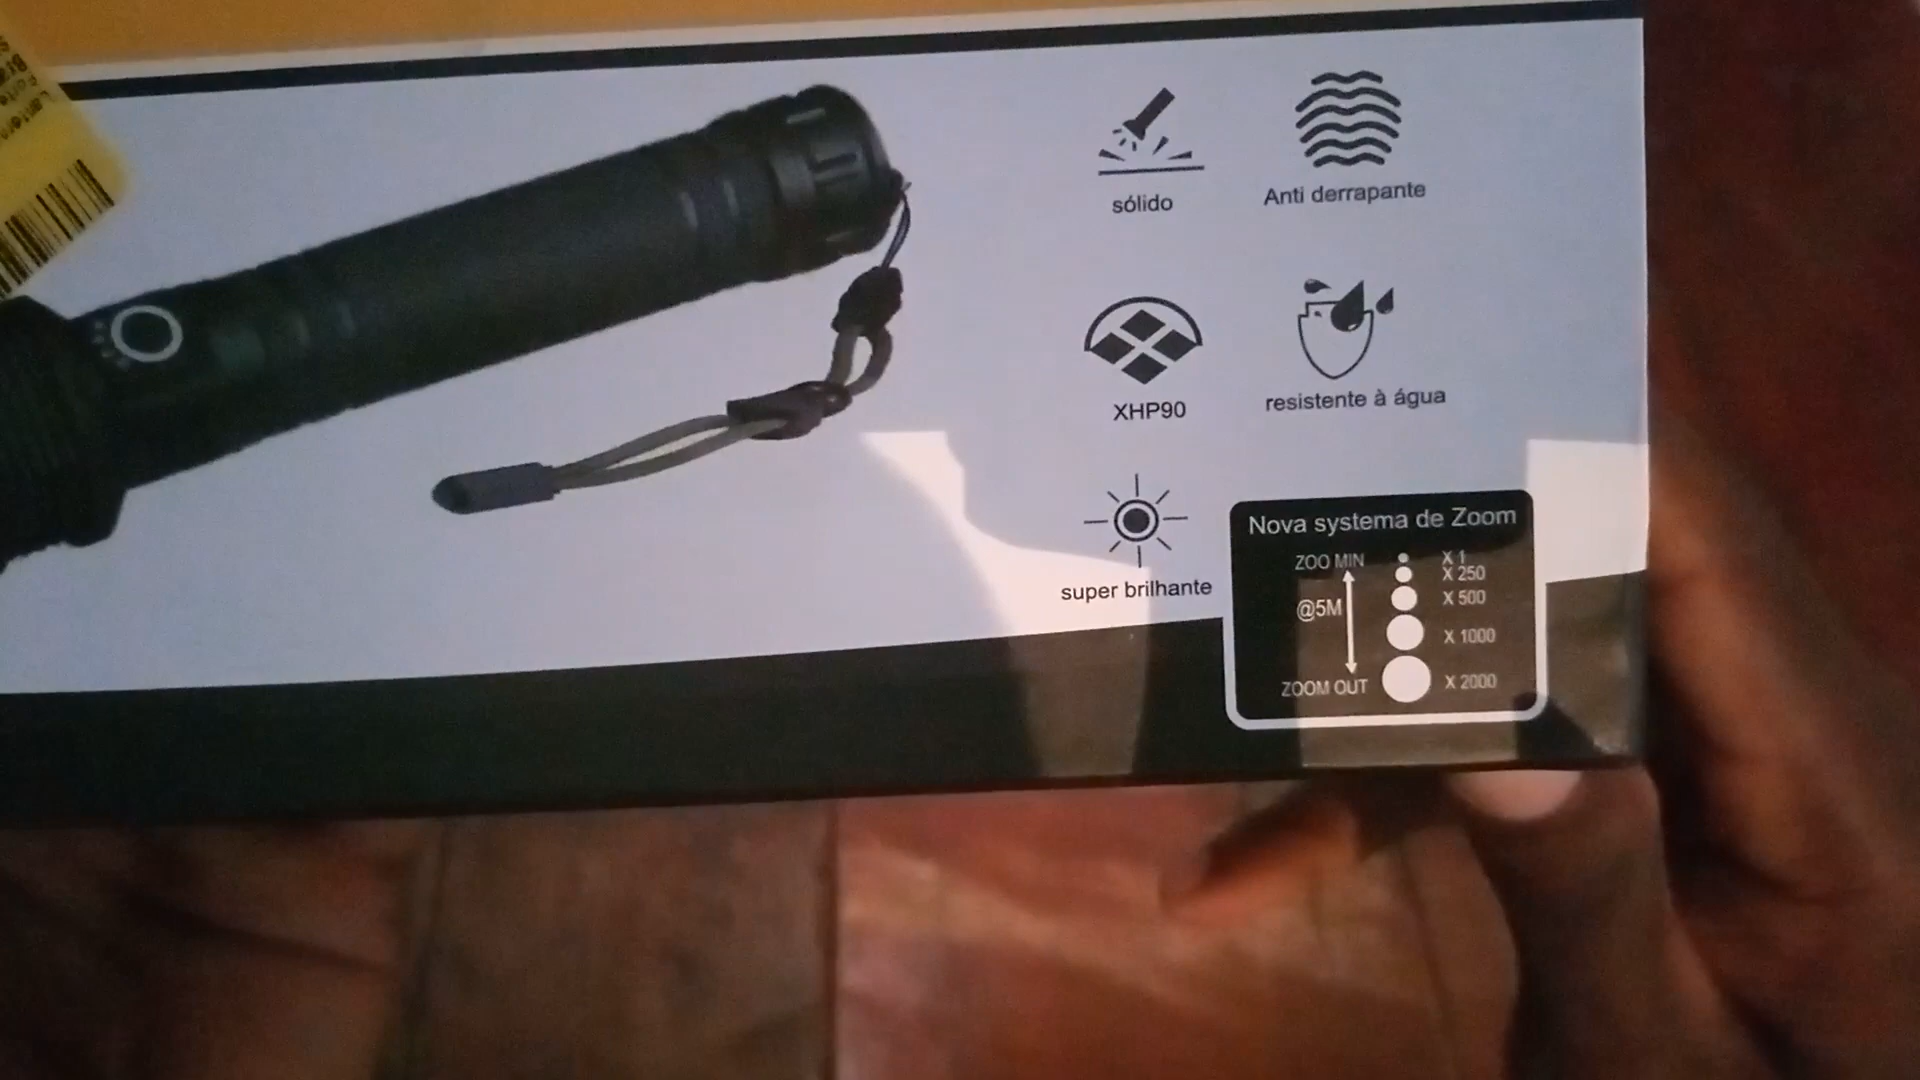 sólido
Anti derrapante
XHP90
resistente à água
super brilhante
Nova systema de Zoom
ZOO MIN
X 1
X 250
@5M
X 500
X 1000
ZOOM OUT
X 2000